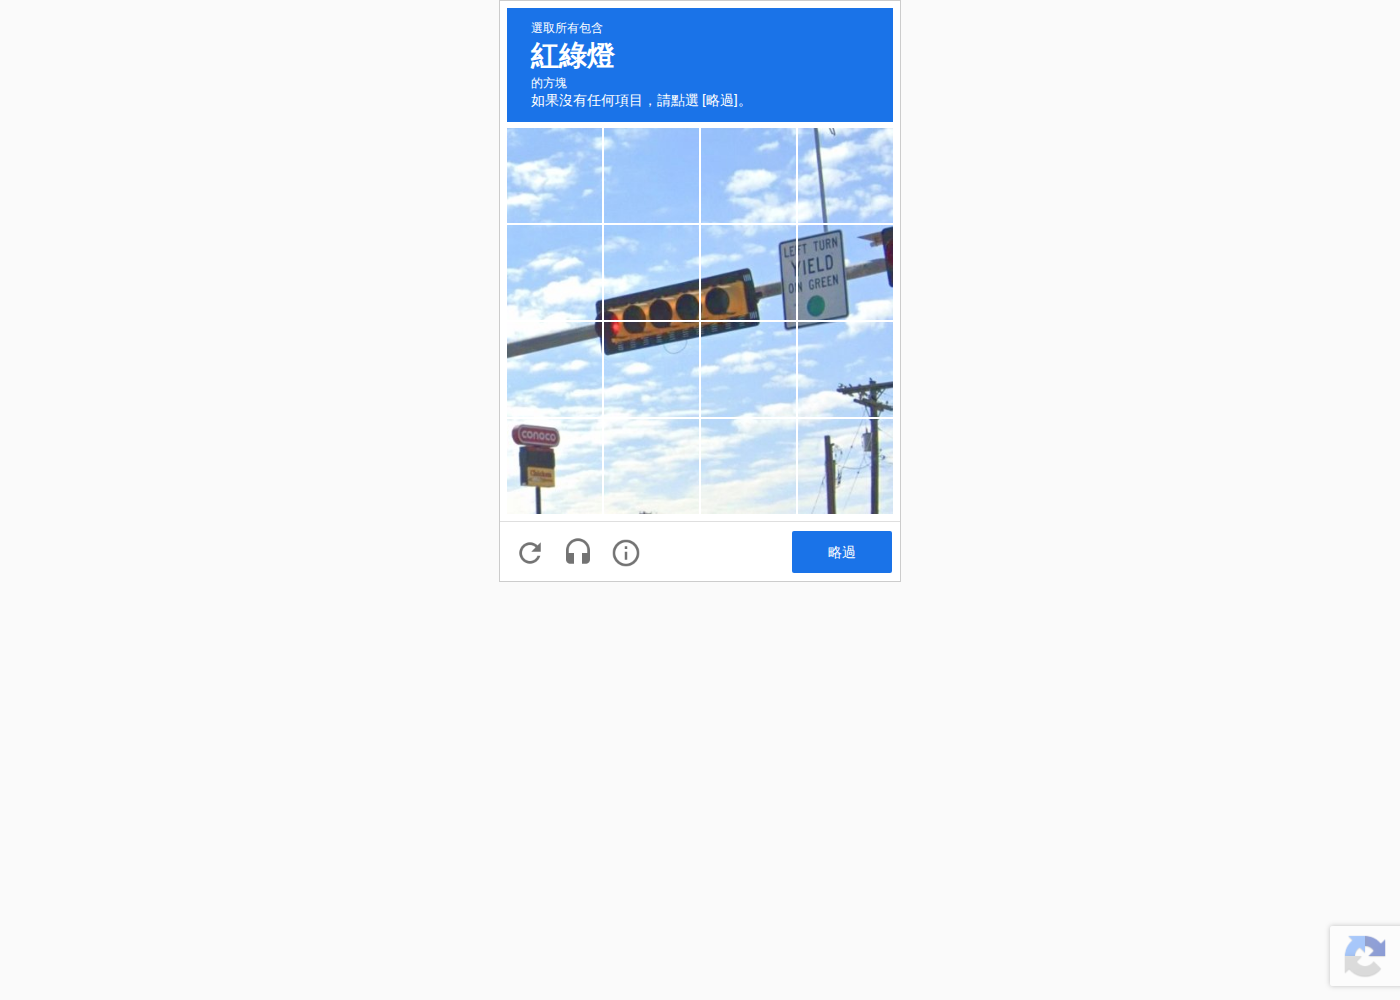 選取所有包含
紅綠燈
的方塊
如果沒有任何項目，請點選 [略過]。
LEFT TURN
YIELD
ON GREEN
conoco
略過